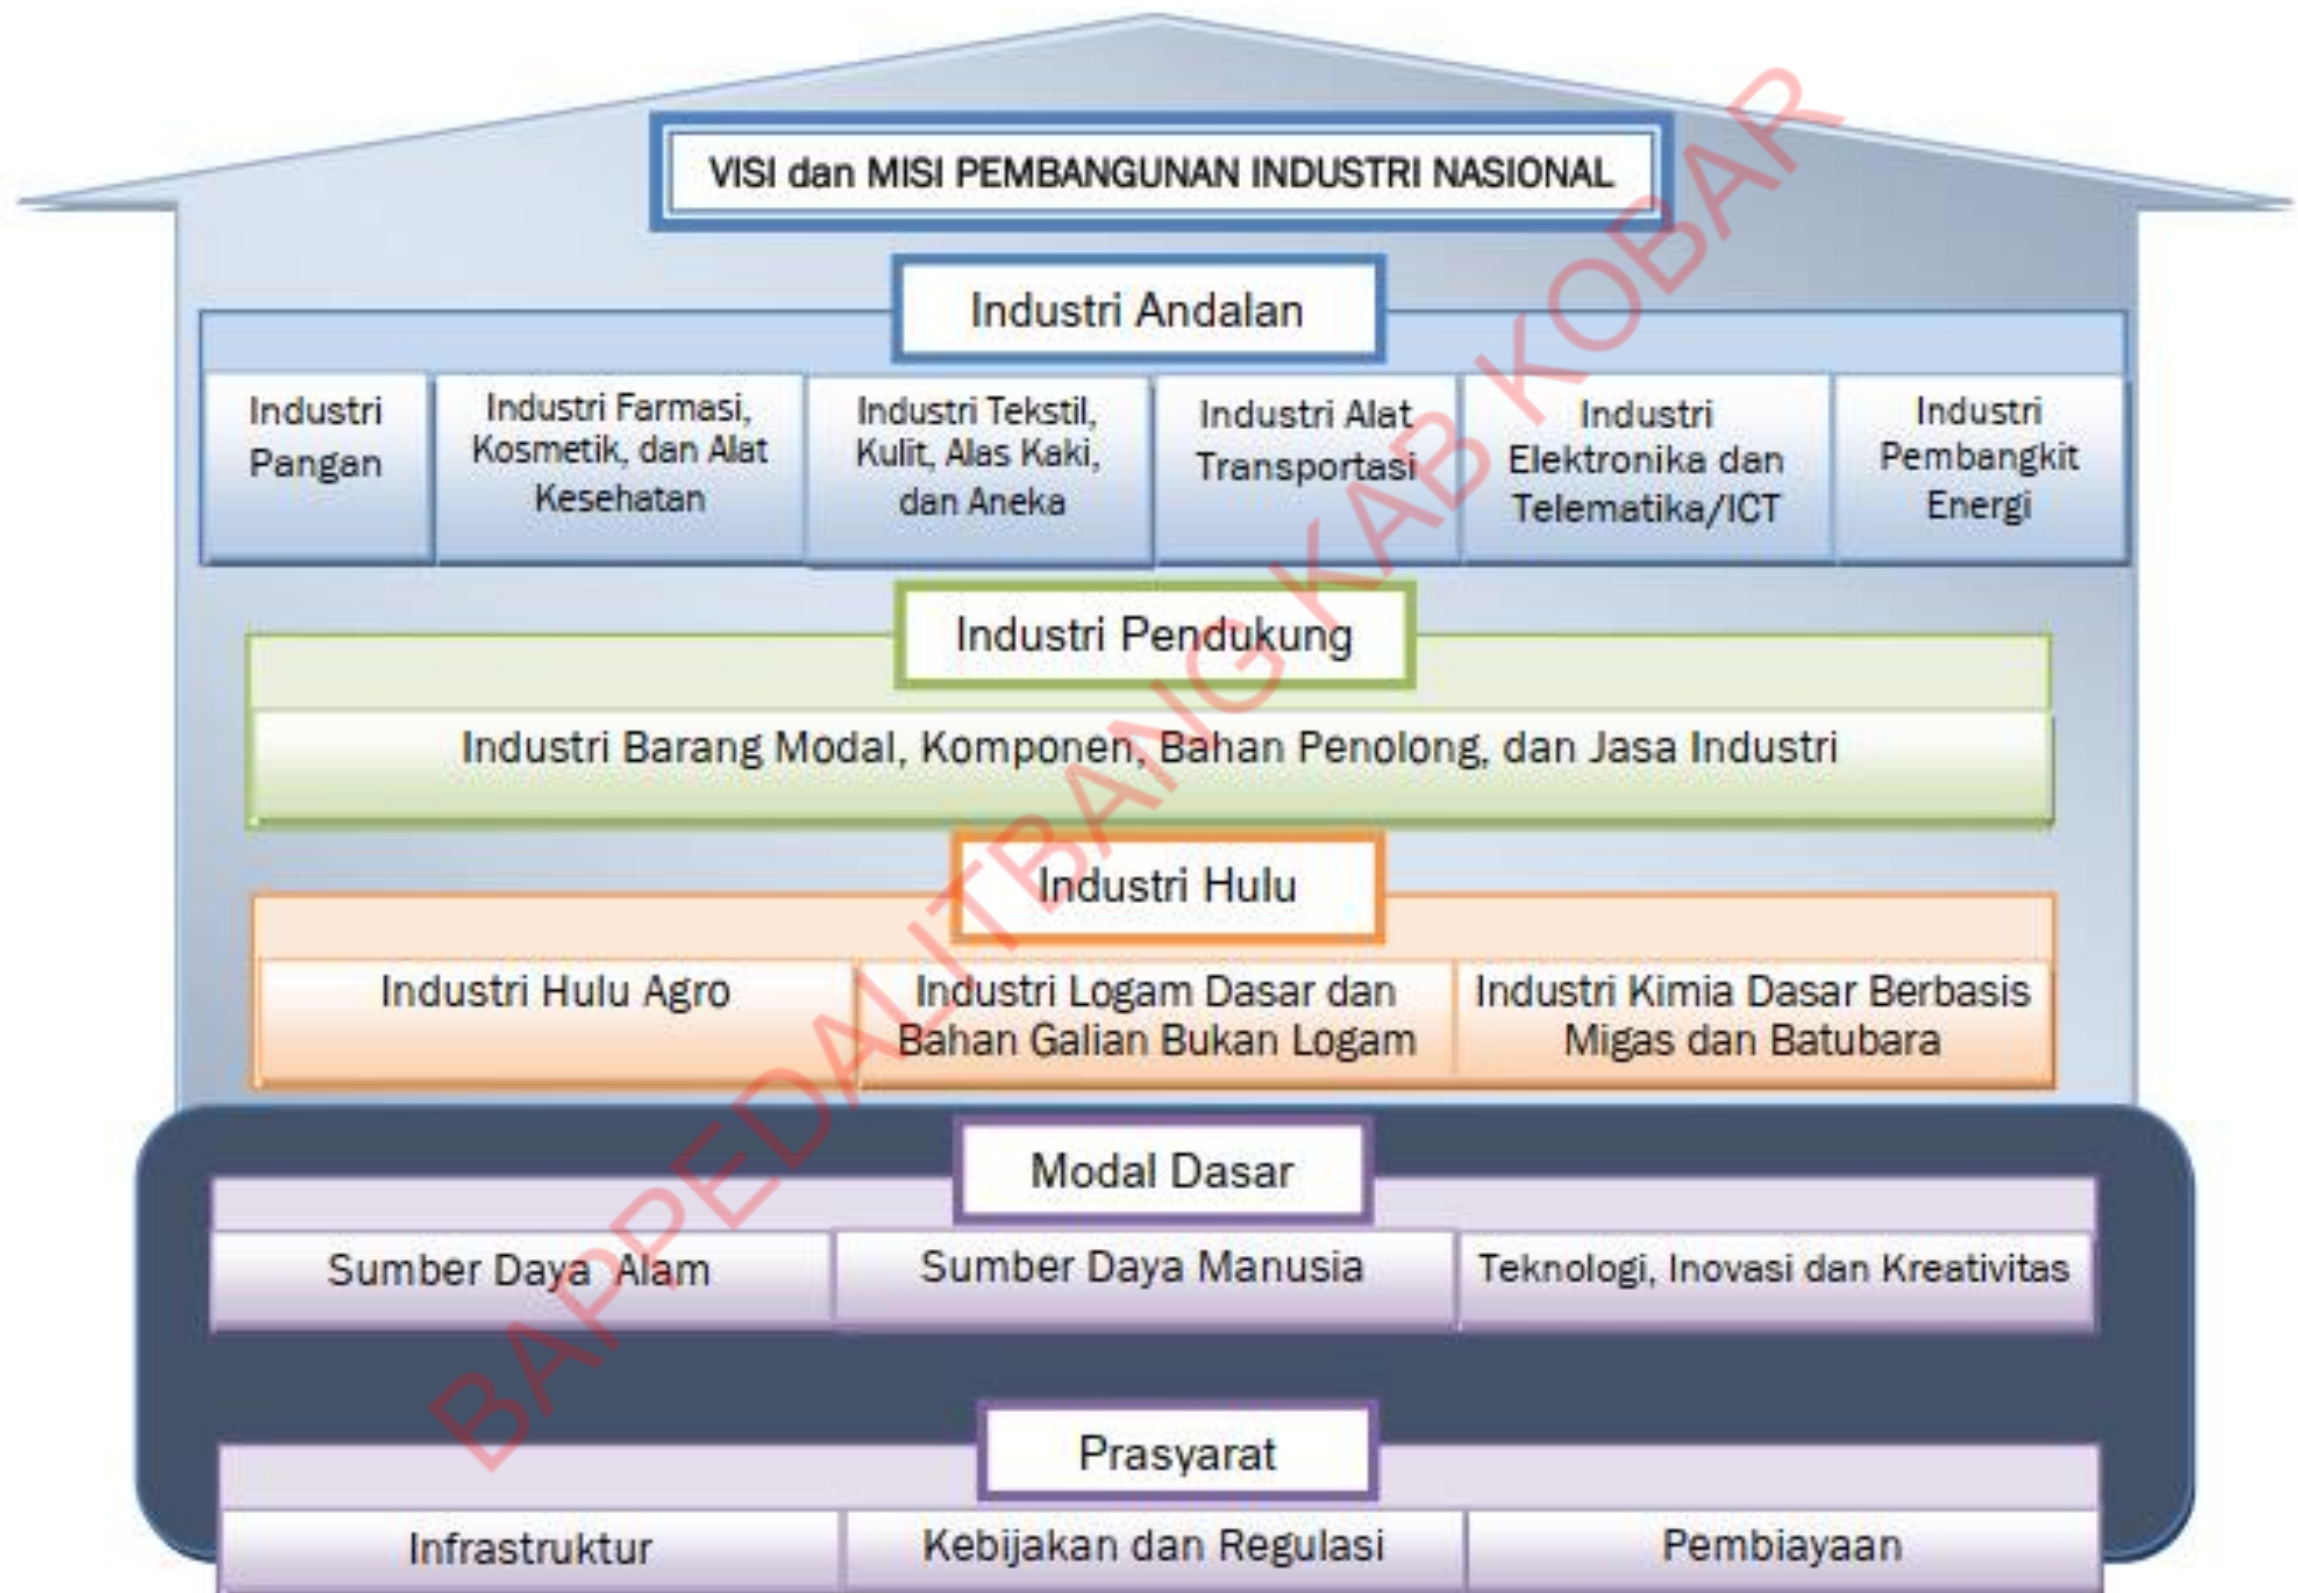 VISI dan MISI PEMBANGUNAN INDUSTRI NASIONAL
Industri Andalan
Industri
Pangan
Industri Farmasi,
Kosmetik, dan Alat
Kesehatan
Industri Tekstil,
Kulit, Alas Kaki,
dan Aneka
Industri Alat
Transportasi
Industri
Elektronika dan
Telematika/ICT
Industri
Pembangkit
Energi
Industri Pendukung
Industri Barang Modal, Komponen, Bahan Penolong, dan Jasa Industri
Industri Hulu
Industri Hulu Agro
Industri Logam Dasar dan
Bahan Galian Bukan Logam
Industri Kimia Dasar Berbasis
Migas dan Batubara
Modal Dasar
Sumber Daya Alam
Sumber Daya Manusia
Teknologi, Inovasi dan Kreativitas
Prasyarat
Infrastruktur
Kebijakan dan Regulasi
Pembiayaan
BAPPEDALITBANG KAB KOBAR